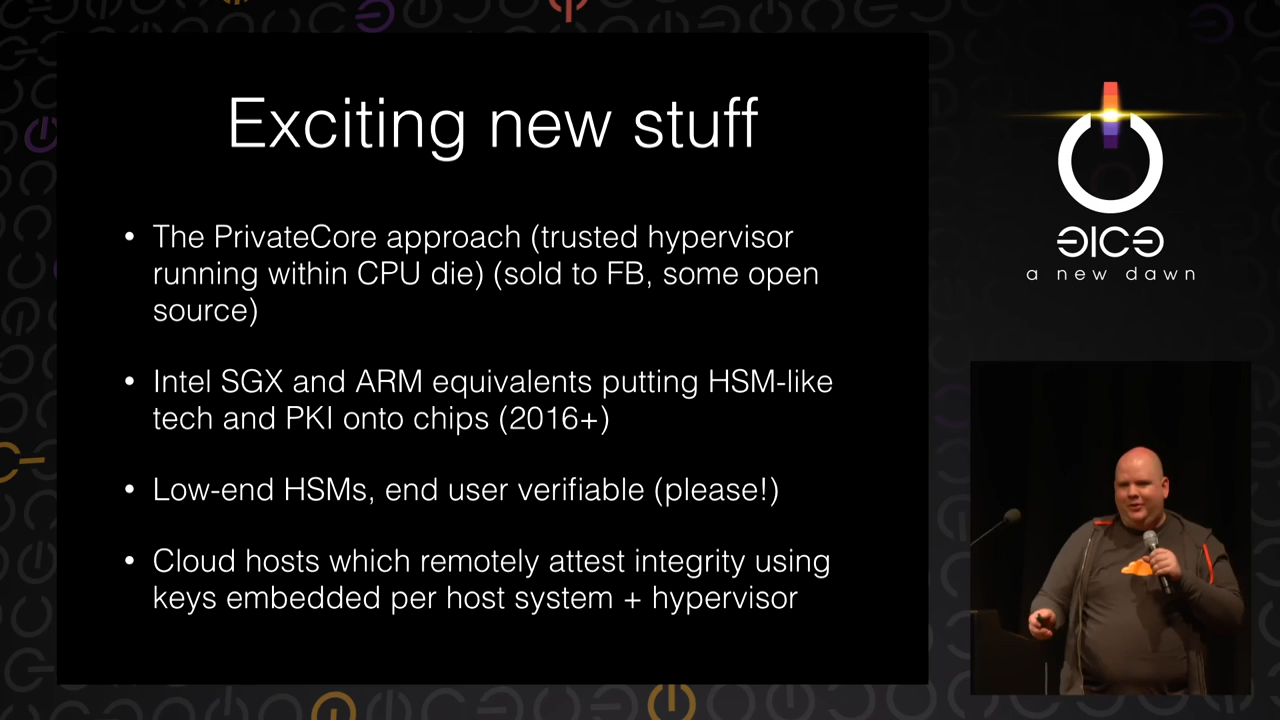 Exciting new stuff
• The PrivateCore approach (trusted hypervisor
running within CPU die) (sold to FB, some open
source)
• Intel SGX and ARM equivalents putting HSM-like
tech and PKI onto chips (2016+)
• Low-end HSMs, end user verifiable (please!)
• Cloud hosts which remotely attest integrity using
keys embedded per host system + hypervisor
a new dawn